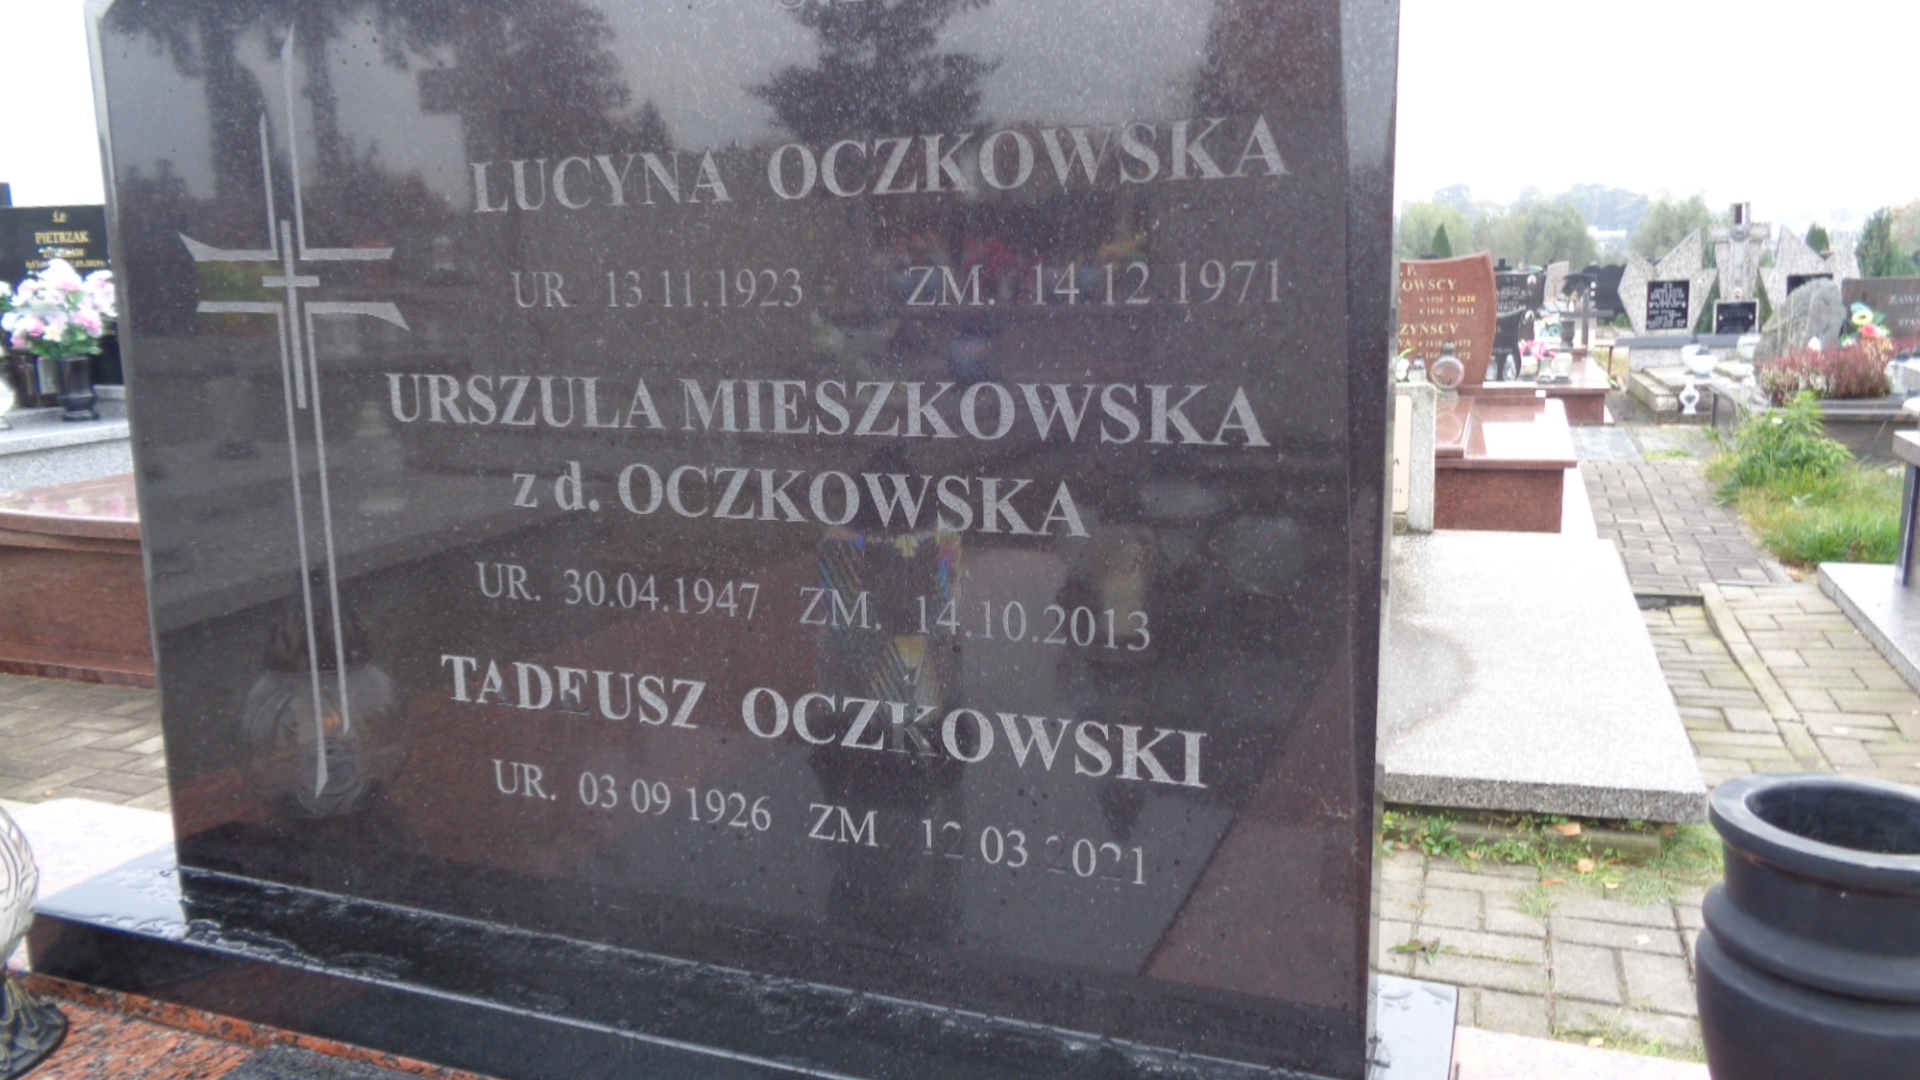 LUCYNA OCZKOWSKA
UR. 13.11.1923 ZM. 14.12.1971
URSZULA MIESZKOWSKA
z d. OCZKOWSKA
UR. 30.04.1947 ZM. 14.10.2013
TADEUSZ OCZKOWSKI
UR. 03 09 1926 ZM 12 03 2021
Ś.P.
PIETRZAK